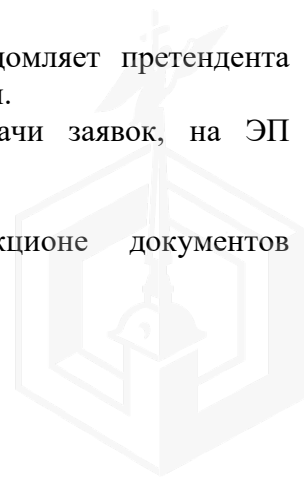 домляет претендента
и.
ачи заявок, на ЭП
кционе документов